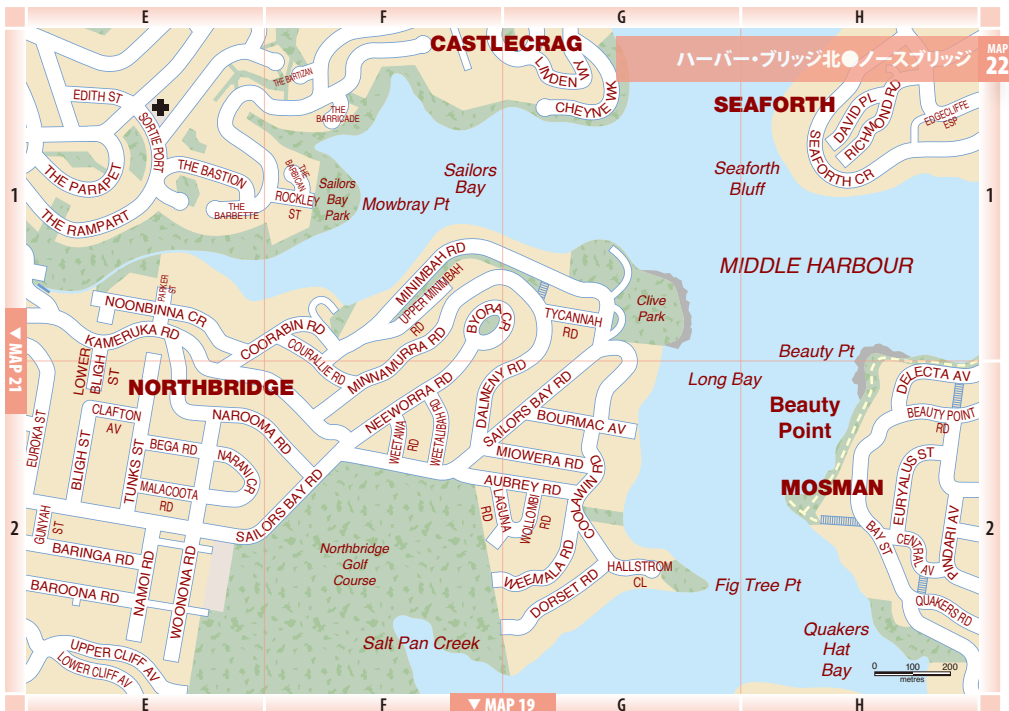 E
F
G
H
ハーバー・ブリッジ北●ノースブリッジ
MAP
22
CASTLECRAG
LINDEN
WY
CHEYNE
WK
THE BARTIZAN
THE
BARRICADE
EDITH ST
SORTIE PORT
THE PARAPET
THE BASTION
THE
BARBETTE
THE RAMPART
THE
BARBICAN
ROCKLEY
ST
Sailors
Bay
Park
Mowbray Pt
Sailors
Bay
SEAFORTH
DAVID PL
RICHMOND RD
SEAFORTH CR
EDGECLIFFE
ESP
Seaforth
Bluff
1
1
MIDDLE HARBOUR
PARKER
ST
NOONBINNA CR
KAMERUKA RD
COORABIN RD
COURALLIE RD
MINIMBAH RD
UPPER MINIMBAH
RD
MINNAMURRA RD
BYORA
CR
TYCANNAH
RD
Clive
Park
Beauty Pt
Long Bay
▼ MAP 21
LOWER
BLIGH
ST
NORTHBRIDGE
CLAFTON
AV
EUROKA ST
BLIGH ST
TUNKS ST
BEGA RD
MALACOOTA
RD
NAROOMA RD
NARANI CR
NEEWORRA RD
WEETAWA
RD
WEETALIBAH RD
DALMENY RD
SAILORS BAY RD
BOURMAC AV
MIOWERA RD
AUBREY RD
COOLAWIN RD
LAGUNA
RD
WOLLOMBI
RD
SAILORS BAY RD
Beauty
Point
DELECTA AV
BEAUTY POINT
RD
MOSMAN
EURYALUS ST
BAY ST
CENTRAL
AV
PINDARI AV
QUAKERS RD
2
2
GUNYAH
ST
BARINGA RD
BAROONA RD
NAMOI RD
WOONONA RD
UPPER CLIFF AV
LOWER CLIFF AV
Northbridge
Golf
Course
Salt Pan Creek
WEEMALA RD
DORSET RD
HALLSTROM
CL
Fig Tree Pt
Quakers
Hat
Bay
0 100 200
metres
E
F
▼ MAP 19
G
H